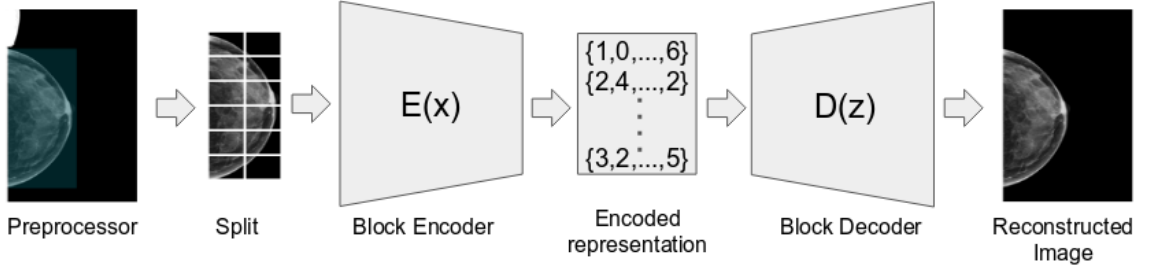 E(x)
{1,0,...,6}
{2,4,...,2}
{3,2,...,5}
D(z)
Preprocessor
Split
Block Encoder
Encoded
representation
Block Decoder
Reconstructed
Image